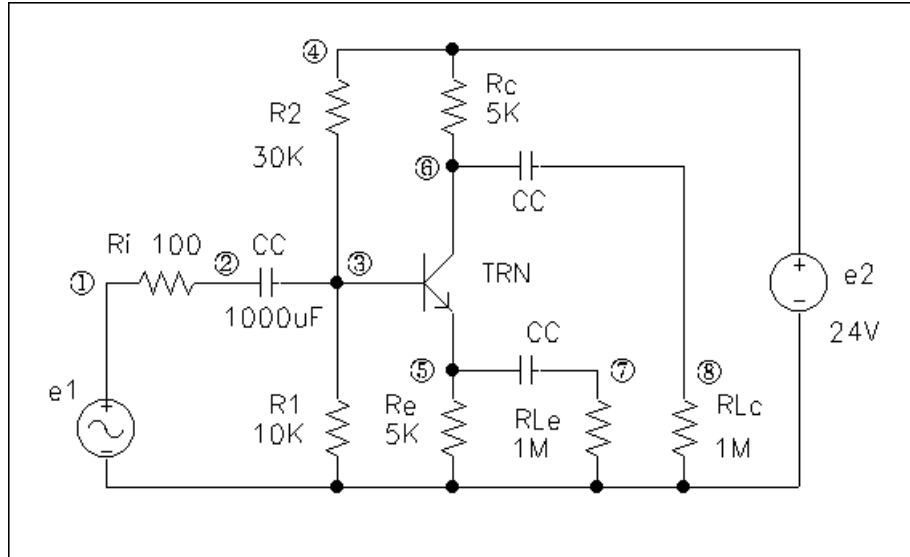 ④
Rc
5K
R2
30K
⑥
CC
Ri 100
②
CC
③
①
TRN
e2
1000uF
24V
CC
⑤
⑦
⑧
e1
R1
10K
Re
5K
RLe
1M
RLc
1M